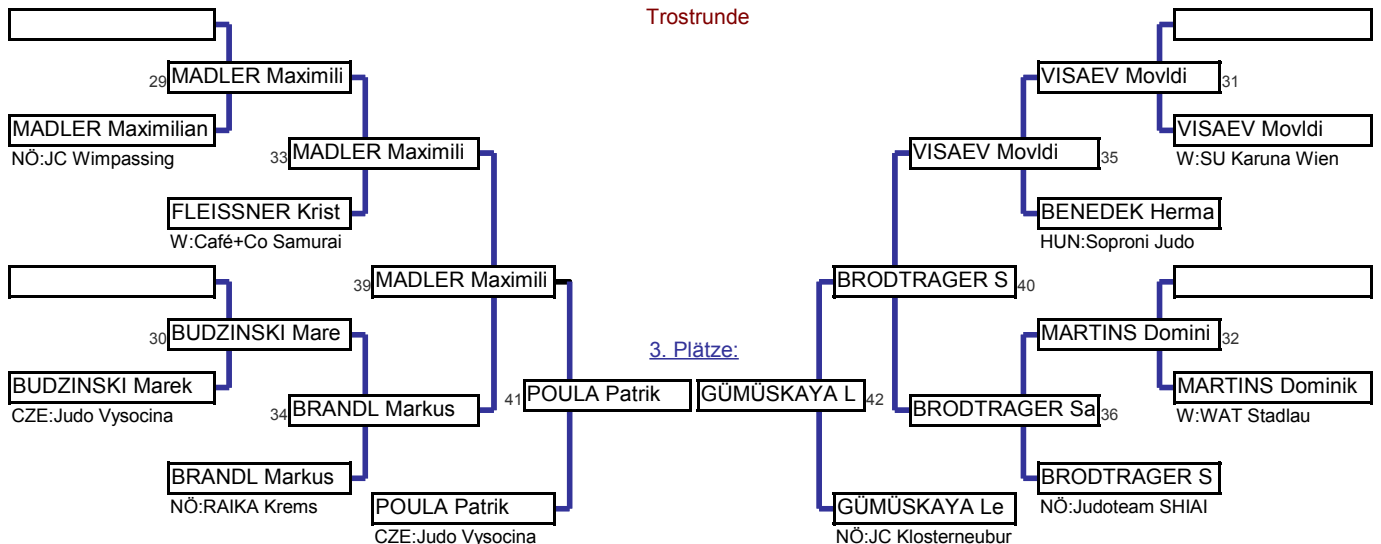 Trostrunde
29 MADLER Maximili
MADLER Maximilian
NÖ:JC Wimpassing
33 MADLER Maximili
FLEISSNER Krist
W:Café+Co Samurai
39 MADLER Maximili
30 BUDZINSKI Mare
BUDZINSKI Marek
CZE:Judo Vysocina
34 BRANDL Markus
BRANDL Markus
NÖ:RAIKA Krems
41 POULA Patrik
POULA Patrik
CZE:Judo Vysocina
3. Plätze:
VISAEV Movldi 31
VISAEV Movldi
W:SU Karuna Wien
VISAEV Movldi 35
BENEDEK Herma
HUN:Soproni Judo
BRODTRAGER S 40
MARTINS Domini 32
MARTINS Dominik
W:WAT Stadlau
GÜMÜSKAYA L 42
BRODTRAGER Sa 36
BRODTRAGER S
NÖ:Judoteam SHIAI
GÜMÜSKAYA Le
NÖ:JC Klosterneubur